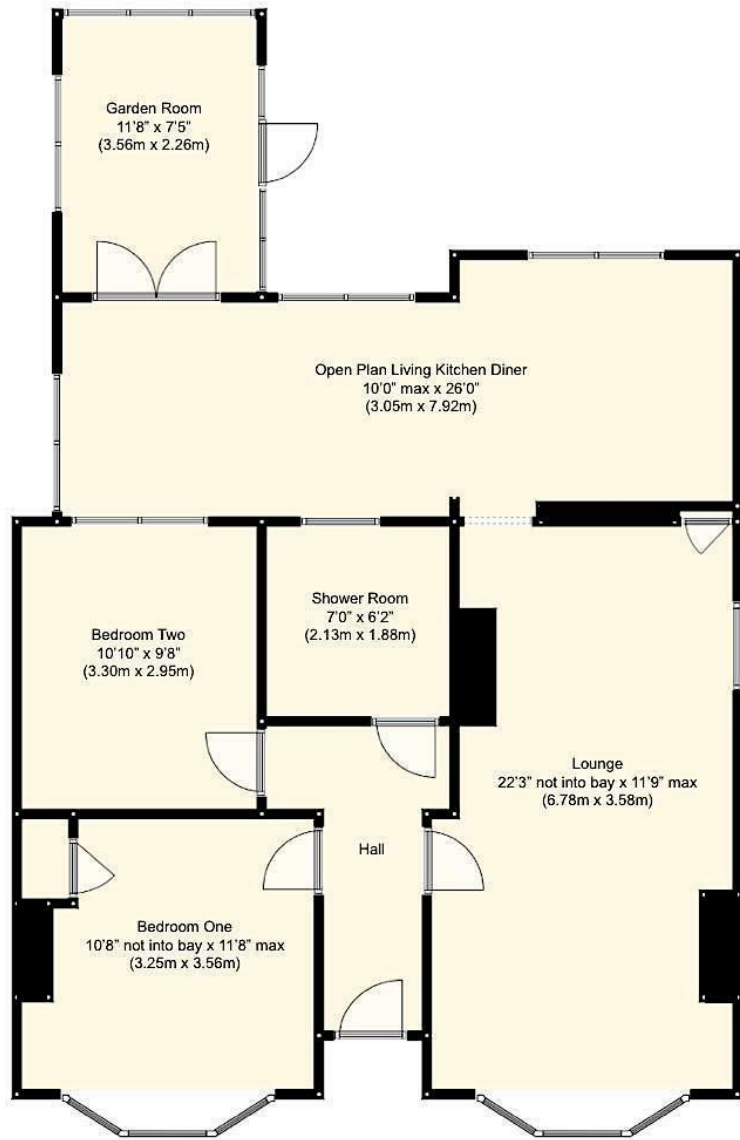 Garden Room
11'8" x 7'5"
(3.56m x 2.26m)
Open Plan Living Kitchen Diner
10'0" max x 26'0"
(3.05m x 7.92m)
Shower Room
7'0" x 6'2"
(2.13m x 1.88m)
Bedroom Two
10'10" x 9'8"
(3.30m x 2.95m)
Lounge
22'3" not into bay x 11'9" max
(6.78m x 3.58m)
Hall
Bedroom One
10'8" not into bay x 11'8" max
(3.25m x 3.56m)